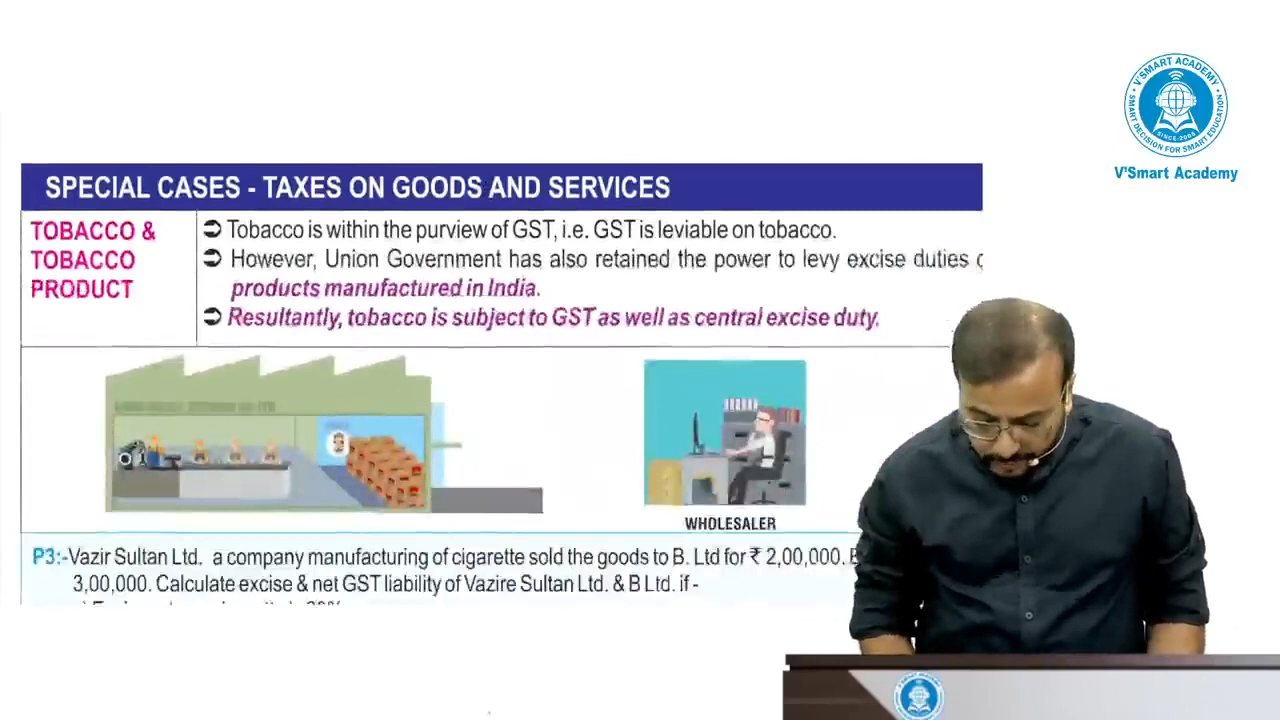 V'SMART ACADEMY
SMART DECISION FOR SMART EDUCATION
SINCE-2006
V'Smart Academy
SPECIAL CASES - TAXES ON GOODS AND SERVICES
TOBACCO &
TOBACCO
PRODUCT
➲ Tobacco is within the purview of GST, i.e. GST is leviable on tobacco.
➲ However, Union Government has also retained the power to levy excise duties
products manufactured in India.
➲ Resultantly, tobacco is subject to GST as well as central excise duty.
WHOLESALER
P3:-Vazir Sultan Ltd. a company manufacturing of cigarette sold the goods to B. Ltd for ₹ 2,00,000.
3,00,000. Calculate excise & net GST liability of Vazire Sultan Ltd. & B Ltd. if -